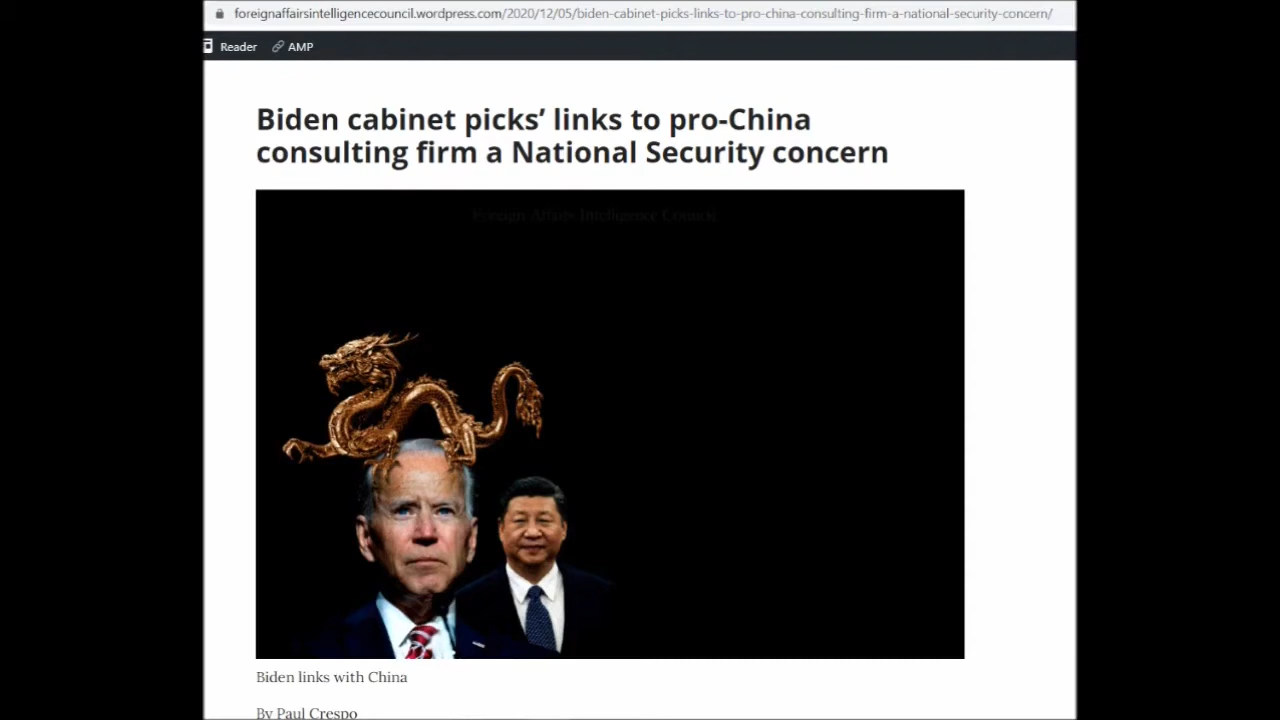 foreignaffairsintelligencecouncil.wordpress.com/2020/12/05/biden-cabinet-picks-links-to-pro-china-consulting-firm-a-national-security-concern/
Reader AMP
Biden cabinet picks’ links to pro-China
consulting firm a National Security concern
Foreign Affairs Intelligence Council
Biden links with China
By Paul Crespo